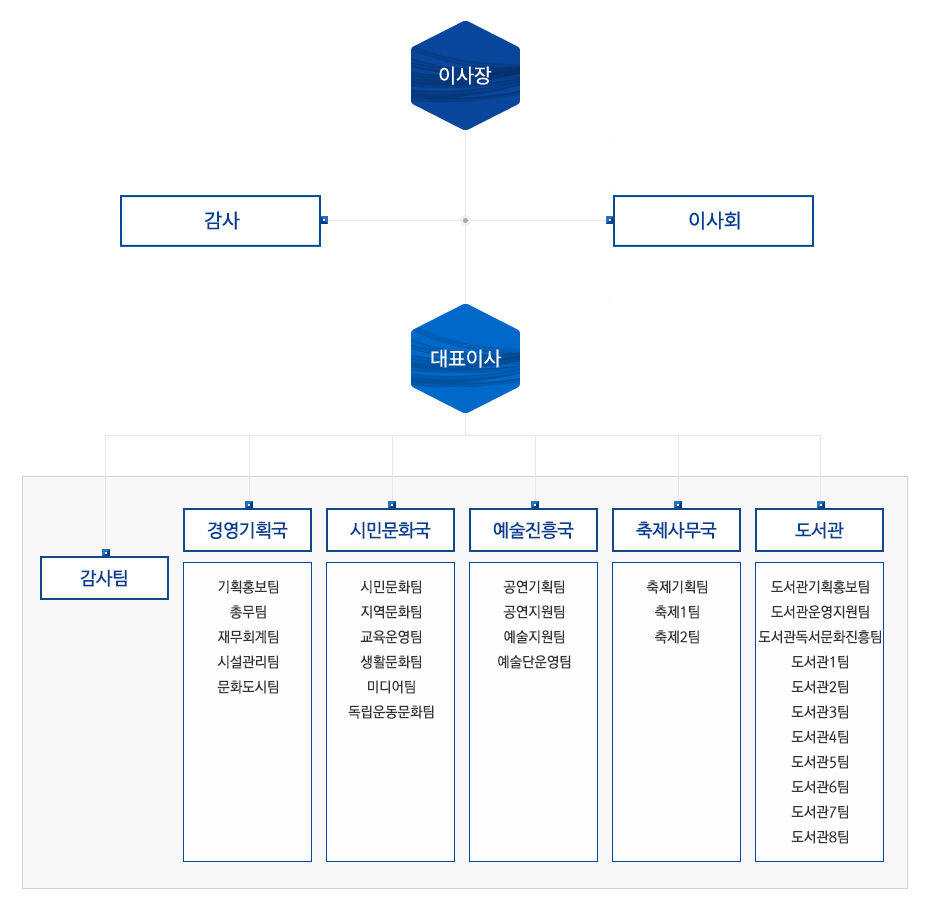 이사장
감사
이사회
대표이사
감사팀
경영기획국
기획홍보팀
총무팀
재무회계팀
시설관리팀
문화도시팀
시민문화국
시민문화팀
지역문화팀
교육운영팀
생활문화팀
미디어팀
독립운동문화팀
예술진흥국
공연기획팀
공연지원팀
예술지원팀
예술단운영팀
축제사무국
축제기획팀
축제1팀
축제2팀
도서관
도서관기획홍보팀
도서관운영지원팀
도서관독서문화진흥팀
도서관1팀
도서관2팀
도서관3팀
도서관4팀
도서관5팀
도서관6팀
도서관7팀
도서관8팀